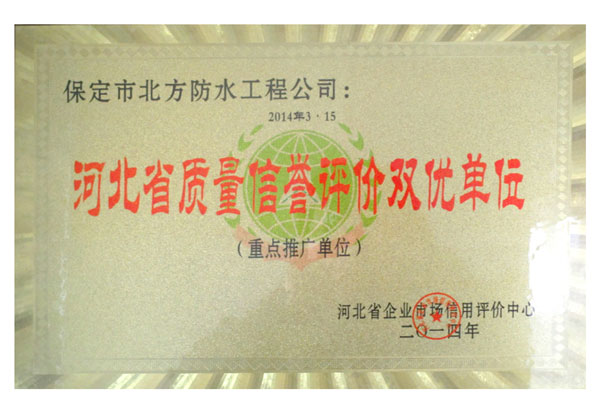 保定市北方防水工程公司：
2014年3·15
河北省质量信誉评价双优单位
（重点推广单位）
河北省企业市场信用评价中心
二〇一四年